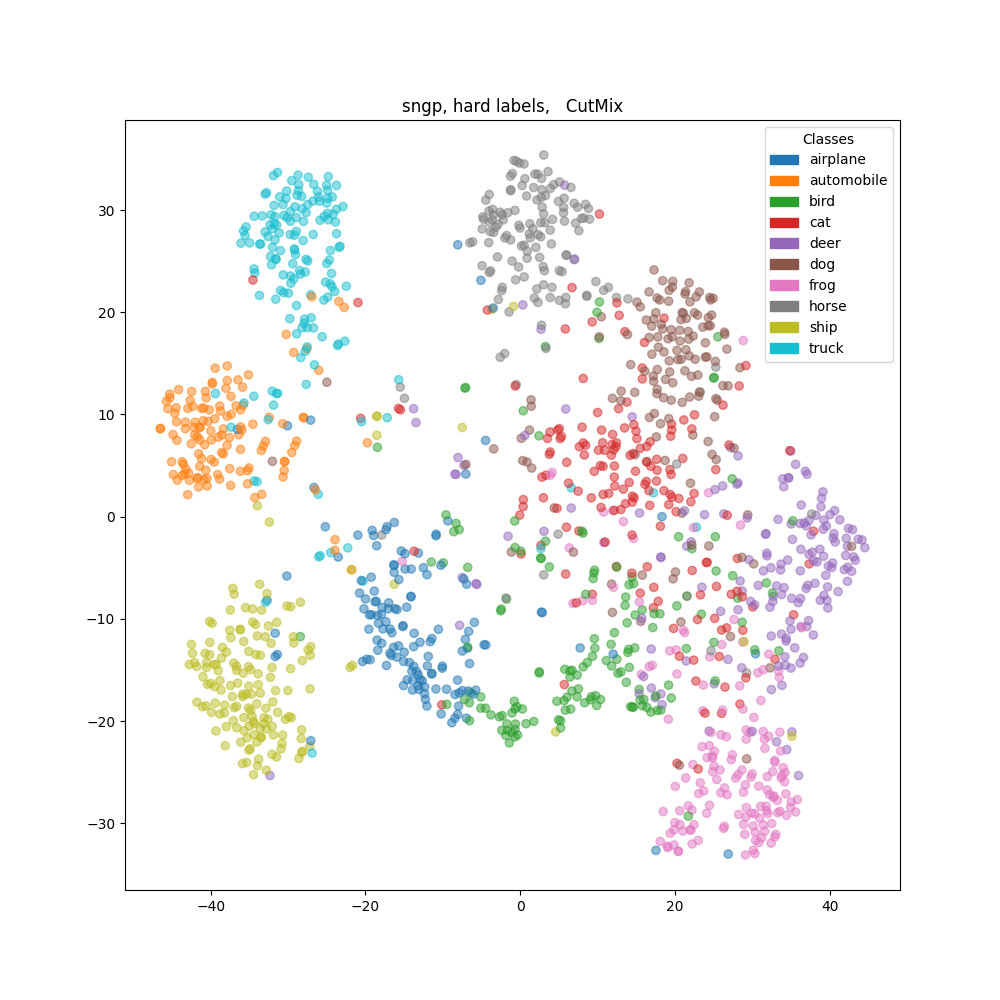 sngp, hard labels,   CutMix
Classes
airplane
automobile
bird
cat
deer
dog
frog
horse
ship
truck
30
20
10
0
−10
−20
−30
−40
−20
0
20
40